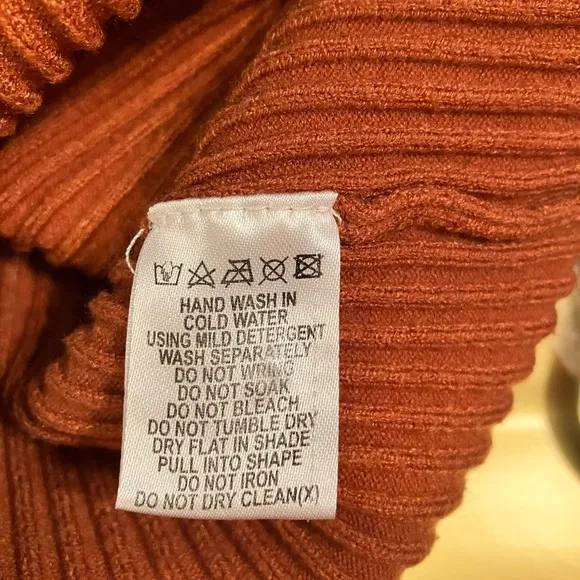 HAND WASH IN
COLD WATER
USING MILD DETERGENT
WASH SEPARATELY
DO NOT WRING
DO NOT SOAK
DO NOT BLEACH
DO NOT TUMBLE DRY
DRY FLAT IN SHADE
PULL INTO SHAPE
DO NOT IRON
DO NOT DRY CLEAN(X)